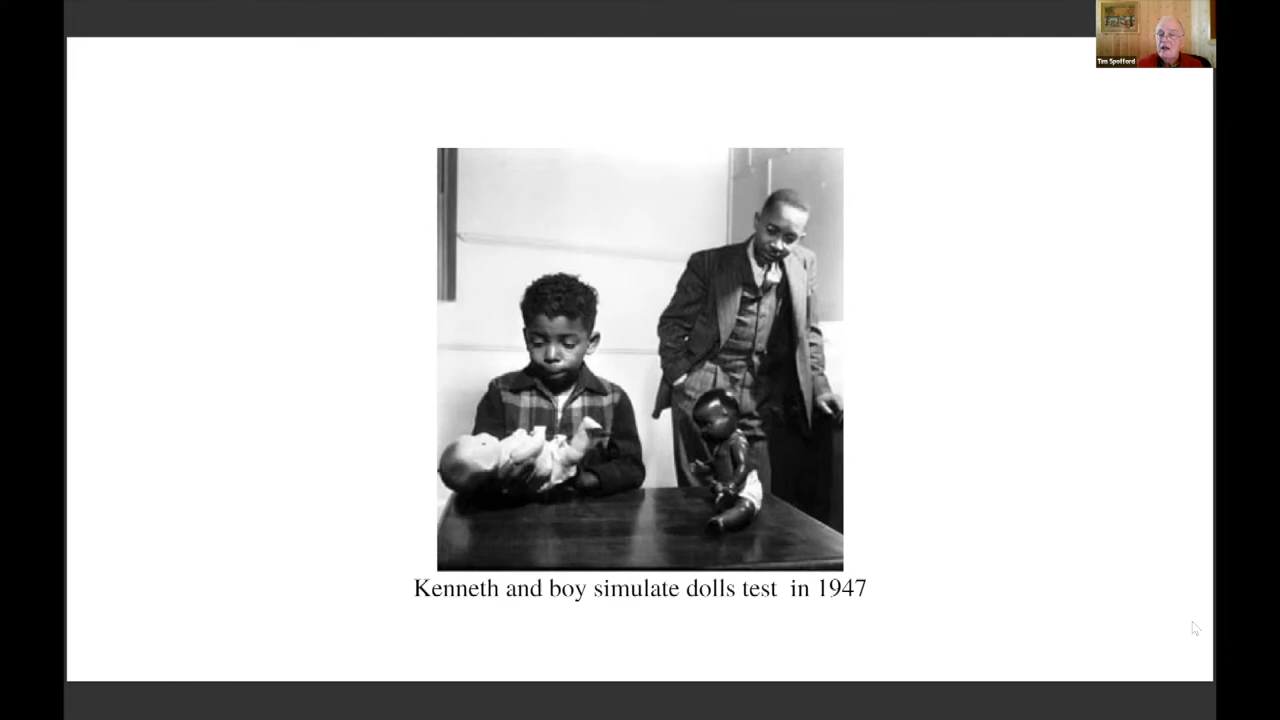 Tim Spofford
Kenneth and boy simulate dolls test  in 1947